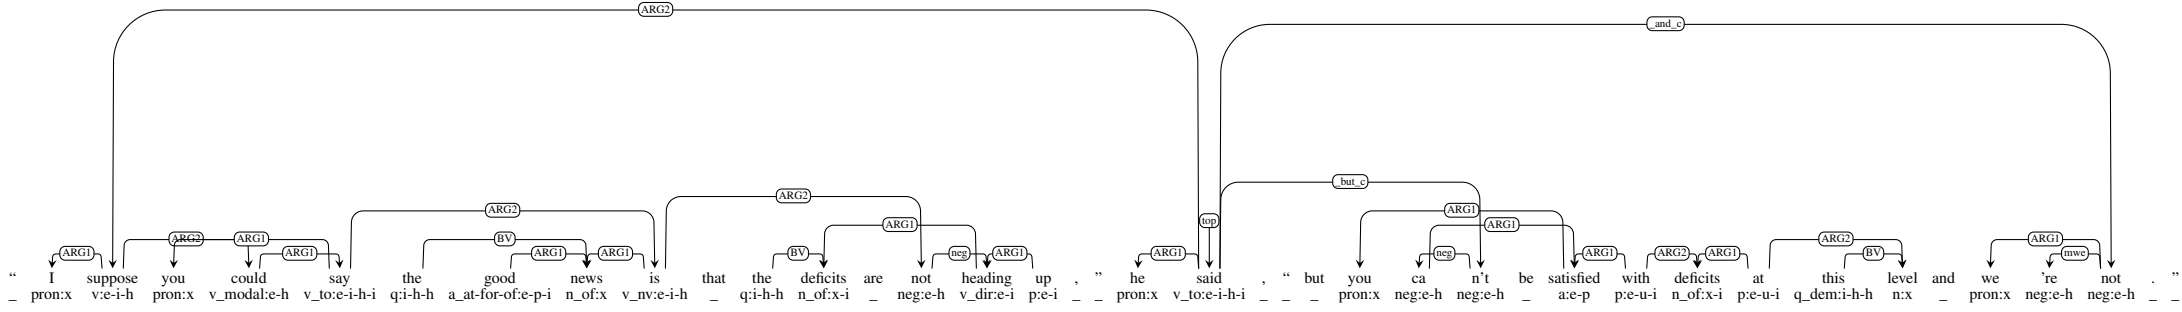 ARG2
_and_c
ARG2 _but_c
ARG2 ARG1
ARG1 top ARG1
ARG2 ARG1 BV ARG2 ARG1
ARG1 ARG1 ARG1 ARG1 BV neg ARG1 ARG1 neg ARG1 ARG2 ARG1 BV mwe
“ I suppose you could say the good news is that the deficits are not heading up , ” he said , “ but you ca n’t be satisfied with deficits at this level and we ’re not . ”
_ pron:x v:e-i-h pron:x v_modal:e-h v_to:e-i-h-i q:i-h-h a_at-for-of:e-p-i n_of:x v_nv:e-i-h _ q:i-h-h n_of:x-i _ neg:e-h v_dir:e-i p:e-i _ _ pron:x v_to:e-i-h-i _ _ _ pron:x neg:e-h neg:e-h _ a:e-p p:e-u-i n_of:x-i p:e-u-i q_dem:i-h-h n:x _ pron:x neg:e-h neg:e-h _ _